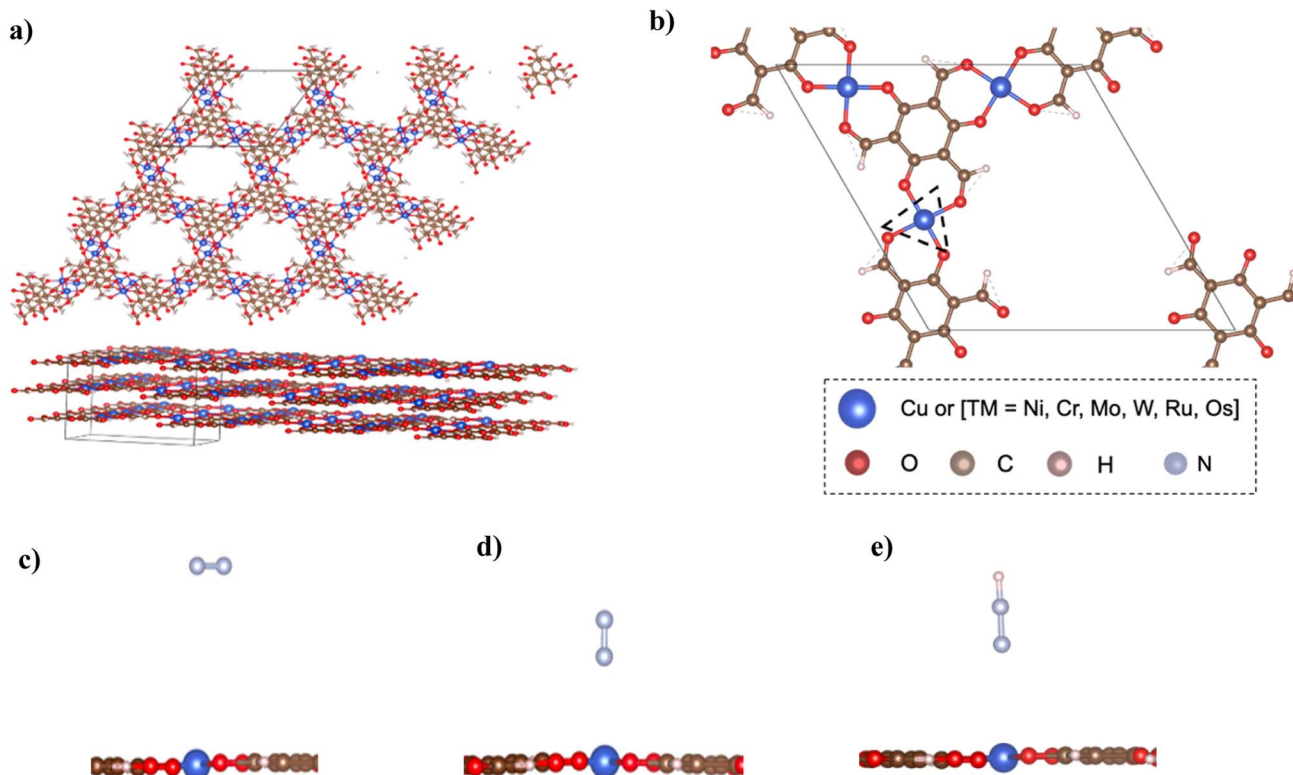 a)
b)
Cu or [TM = Ni, Cr, Mo, W, Ru, Os]
O C H N
c)
d)
e)